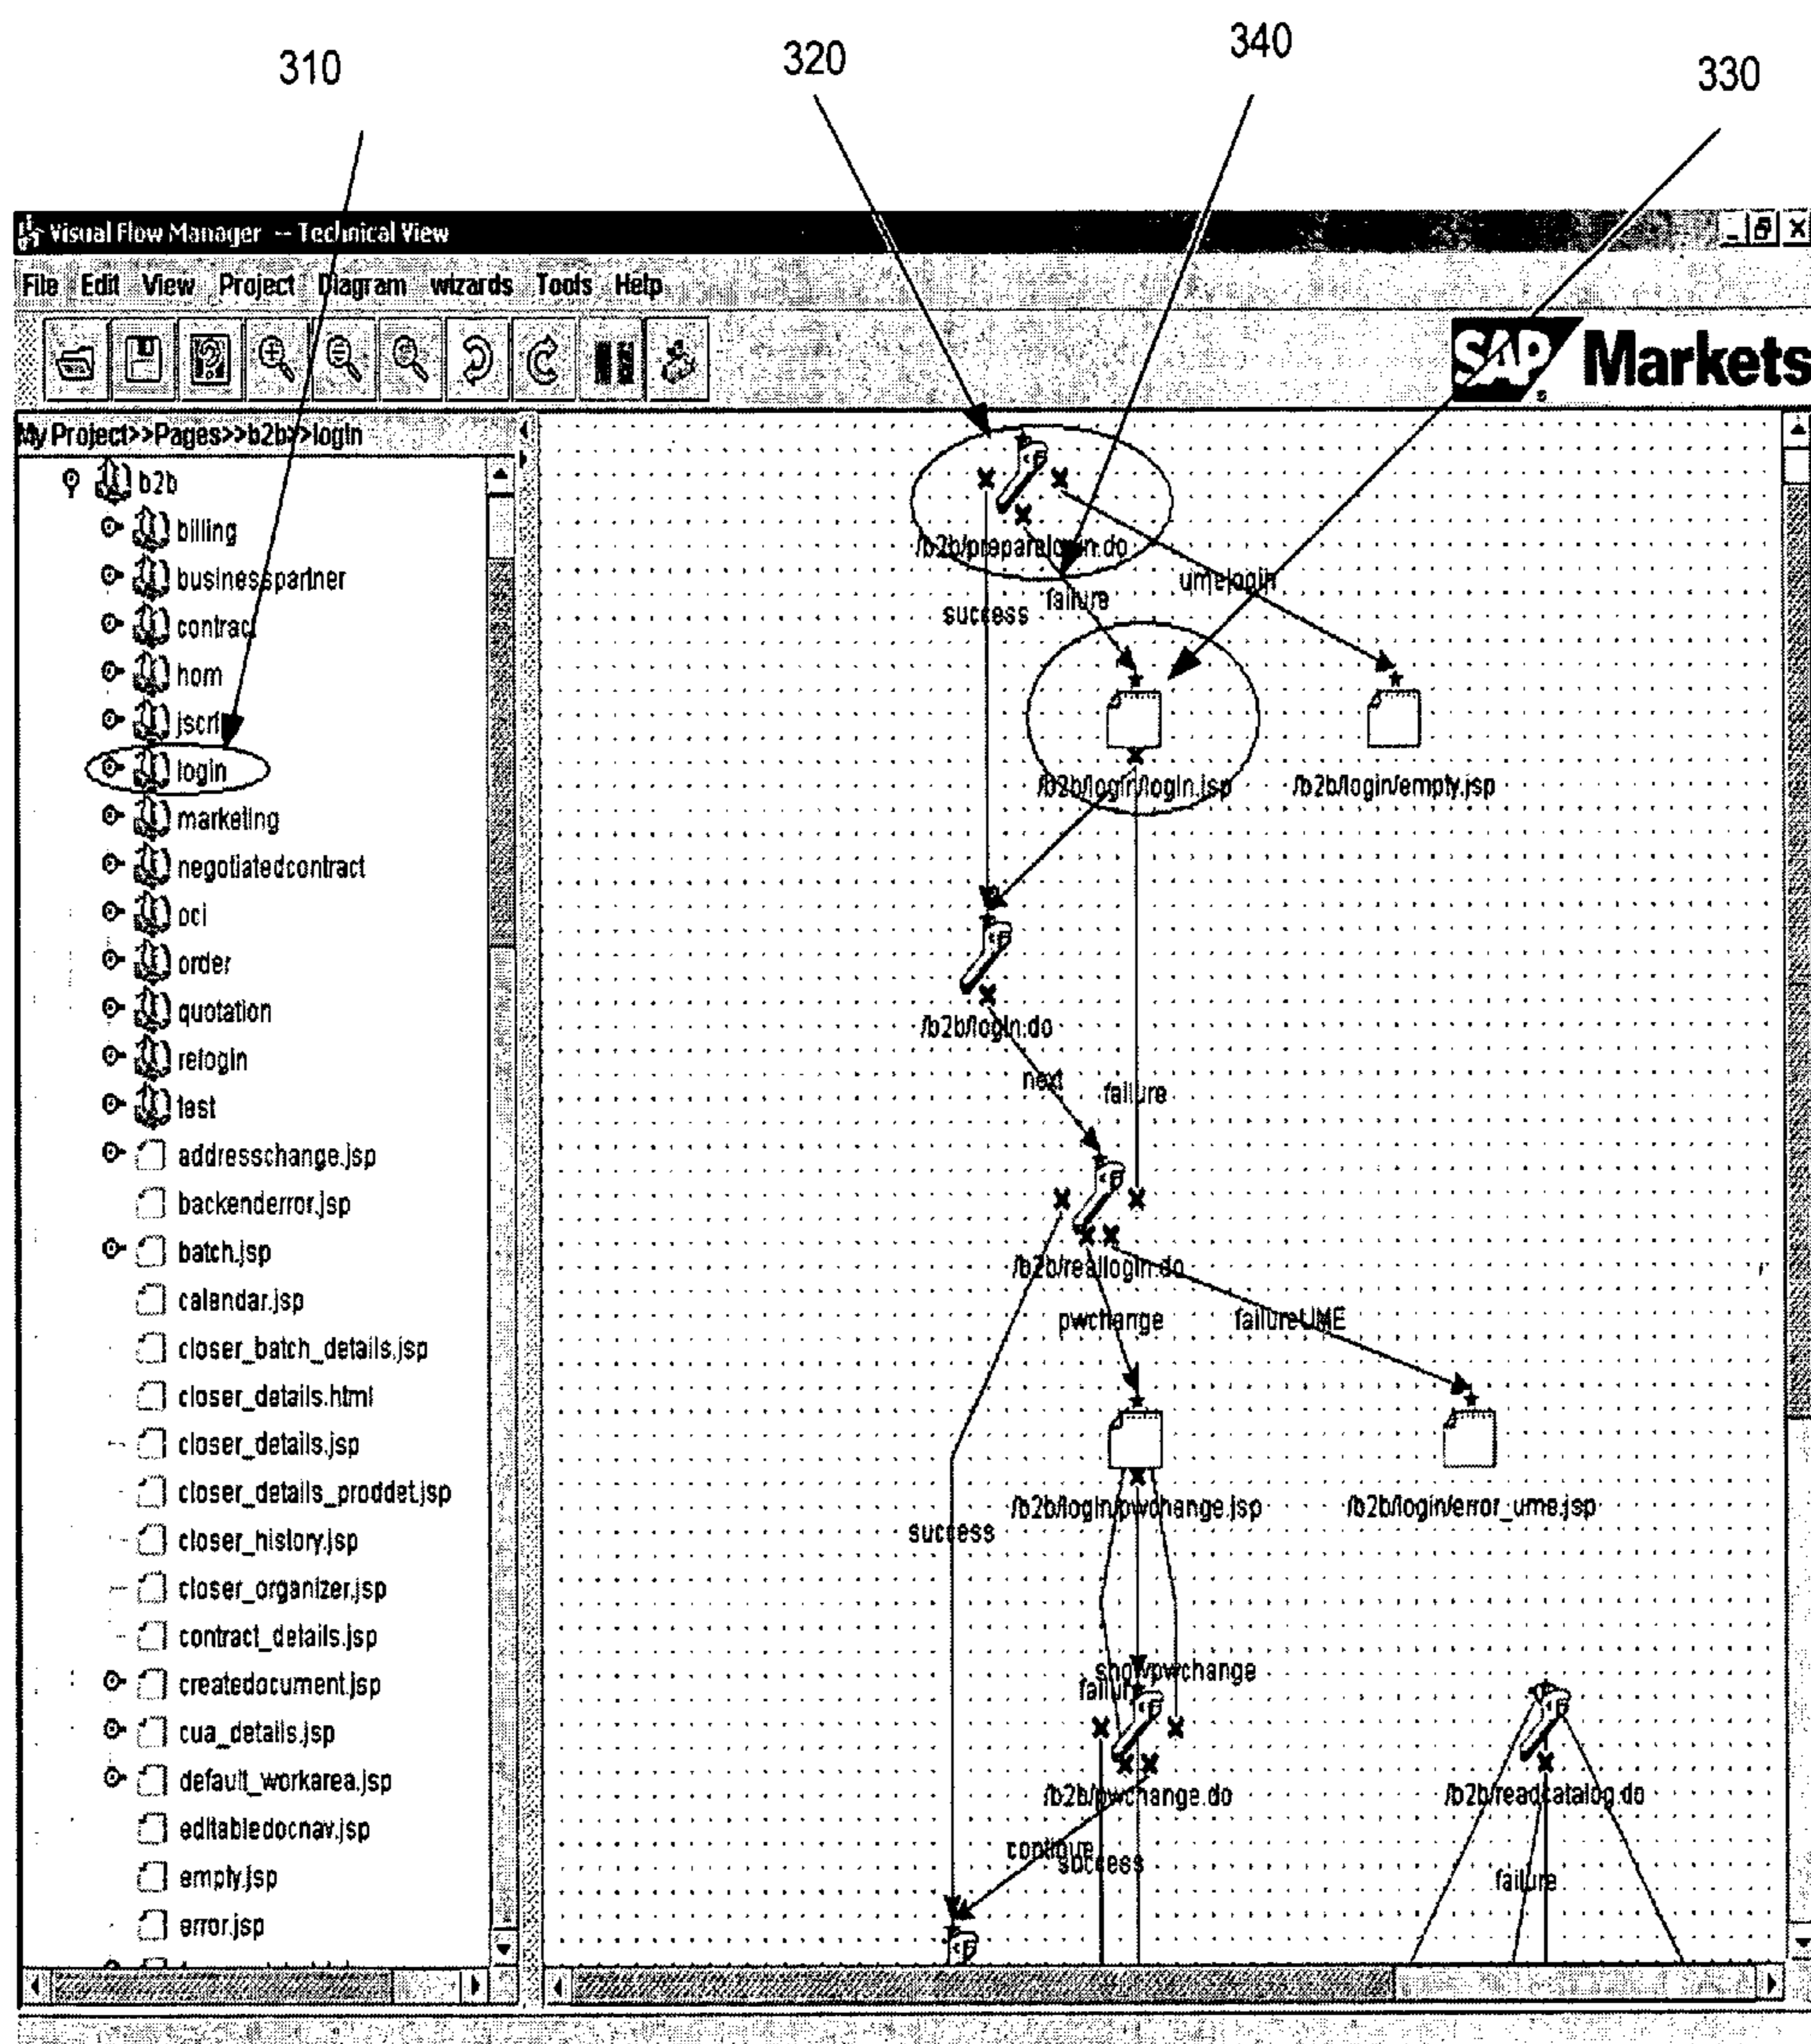 310
320
340
330
Visual Flow Manager -- Technical View
File Edit View Project Diagram wizards Tools Help
SAP Markets
My Project>>Pages>>b2b>>login
b2b
billing
businesspartner
contract
hom
login
marketing
negotiatedcontract
oci
order
quotation
relogin
test
addresschange.jsp
backenderror.jsp
batch.jsp
calendar.jsp
closer_batch_details.jsp
closer_details.html
closer_details.jsp
closer_details_proddet.jsp
closer_history.jsp
closer_organizer.jsp
contract_details.jsp
createdocument.jsp
cua_details.jsp
default_workarea.jsp
editabledocnav.jsp
empty.jsp
error.jsp
/b2b/preparelogin.do
success
failure
umelogin
/b2b/login/login.jsp
/b2b/login/empty.jsp
/b2b/login.do
next
failure
/b2b/reallogin.do
pwchange
failureUME
/b2b/login/pwchange.jsp
/b2b/login/error_ume.jsp
success
showpwchange
failure
/b2b/pwchange.do
/b2b/readcatalog.do
continue
success
failure